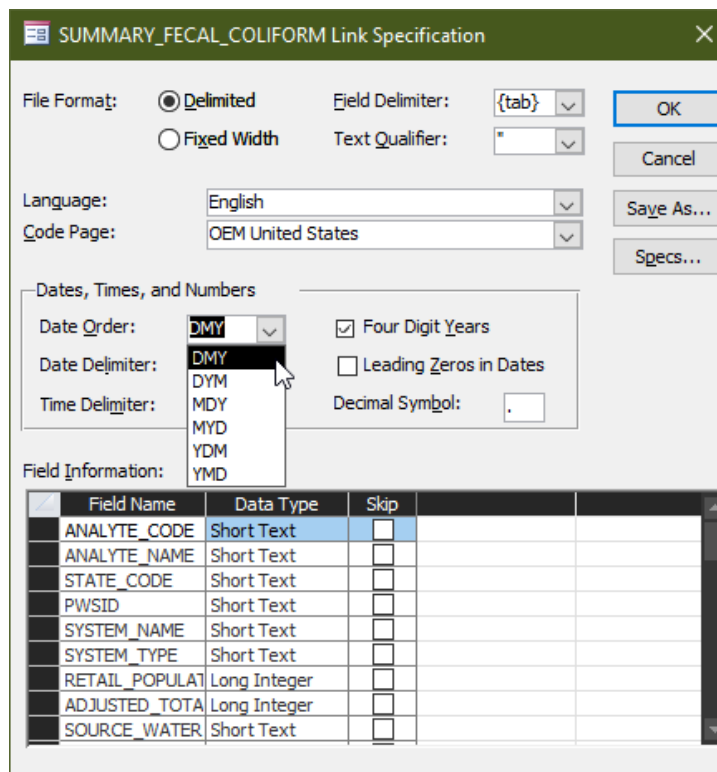 SUMMARY_FECAL_COLIFORM Link Specification
File Format: Delimited Field Delimiter: {tab} OK
Fixed Width Text Qualifier: "
Cancel
Language: English Save As...
Code Page: OEM United States
Specs...
Dates, Times, and Numbers
Date Order: DMY Four Digit Years
DMY
Date Delimiter: Leading Zeros in Dates
DYM
Time Delimiter: MDY Decimal Symbol: .
MYD
YDM
Field Information: YMD
Field Name Data Type Skip
ANALYTE_CODE Short Text
ANALYTE_NAME Short Text
STATE_CODE Short Text
PWSID Short Text
SYSTEM_NAME Short Text
SYSTEM_TYPE Short Text
RETAIL_POPULAT Long Integer
ADJUSTED_TOTA Long Integer
SOURCE_WATER Short Text